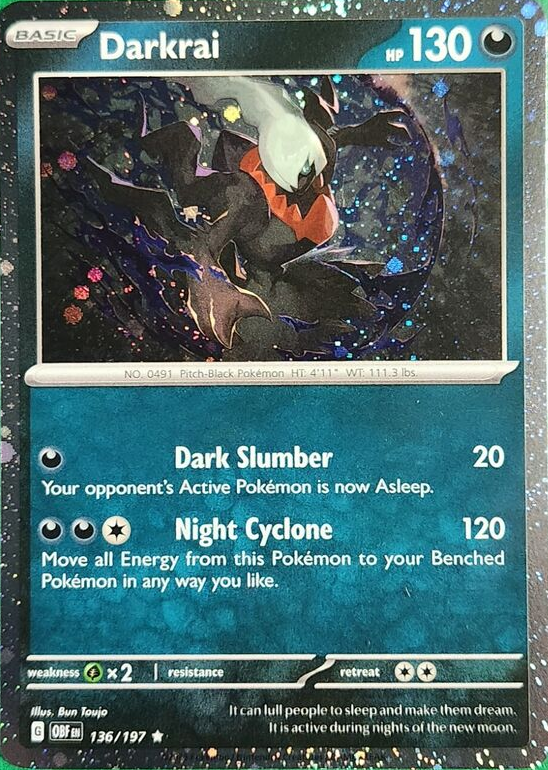 BASIC
Darkrai
HP 130
NO. 0491 Pitch-Black Pokémon HT: 4'11" WT: 111.3 lbs.
Dark Slumber 20
Your opponent's Active Pokémon is now Asleep.
Night Cyclone 120
Move all Energy from this Pokémon to your Benched
Pokémon in any way you like.
weakness ×2 resistance retreat
Illus. Bun Toujo
It can lull people to sleep and make them dream.
It is active during nights of the new moon.
G OBF EN 136/197 ★